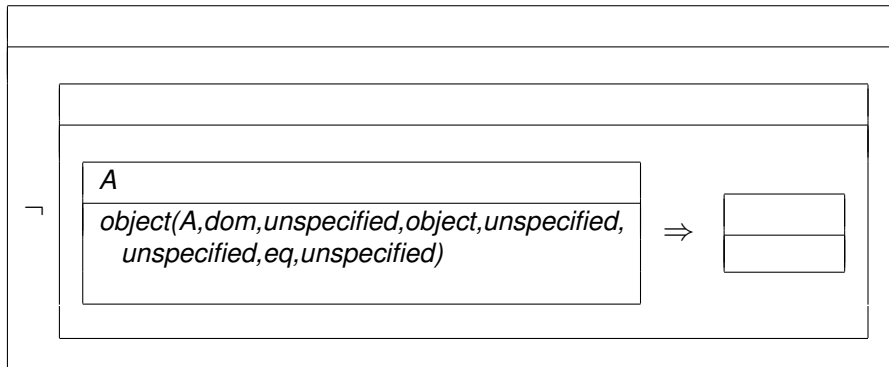 A
¬ object(A,dom,unspecified,object,unspecified, ⇒
unspecified,eq,unspecified)